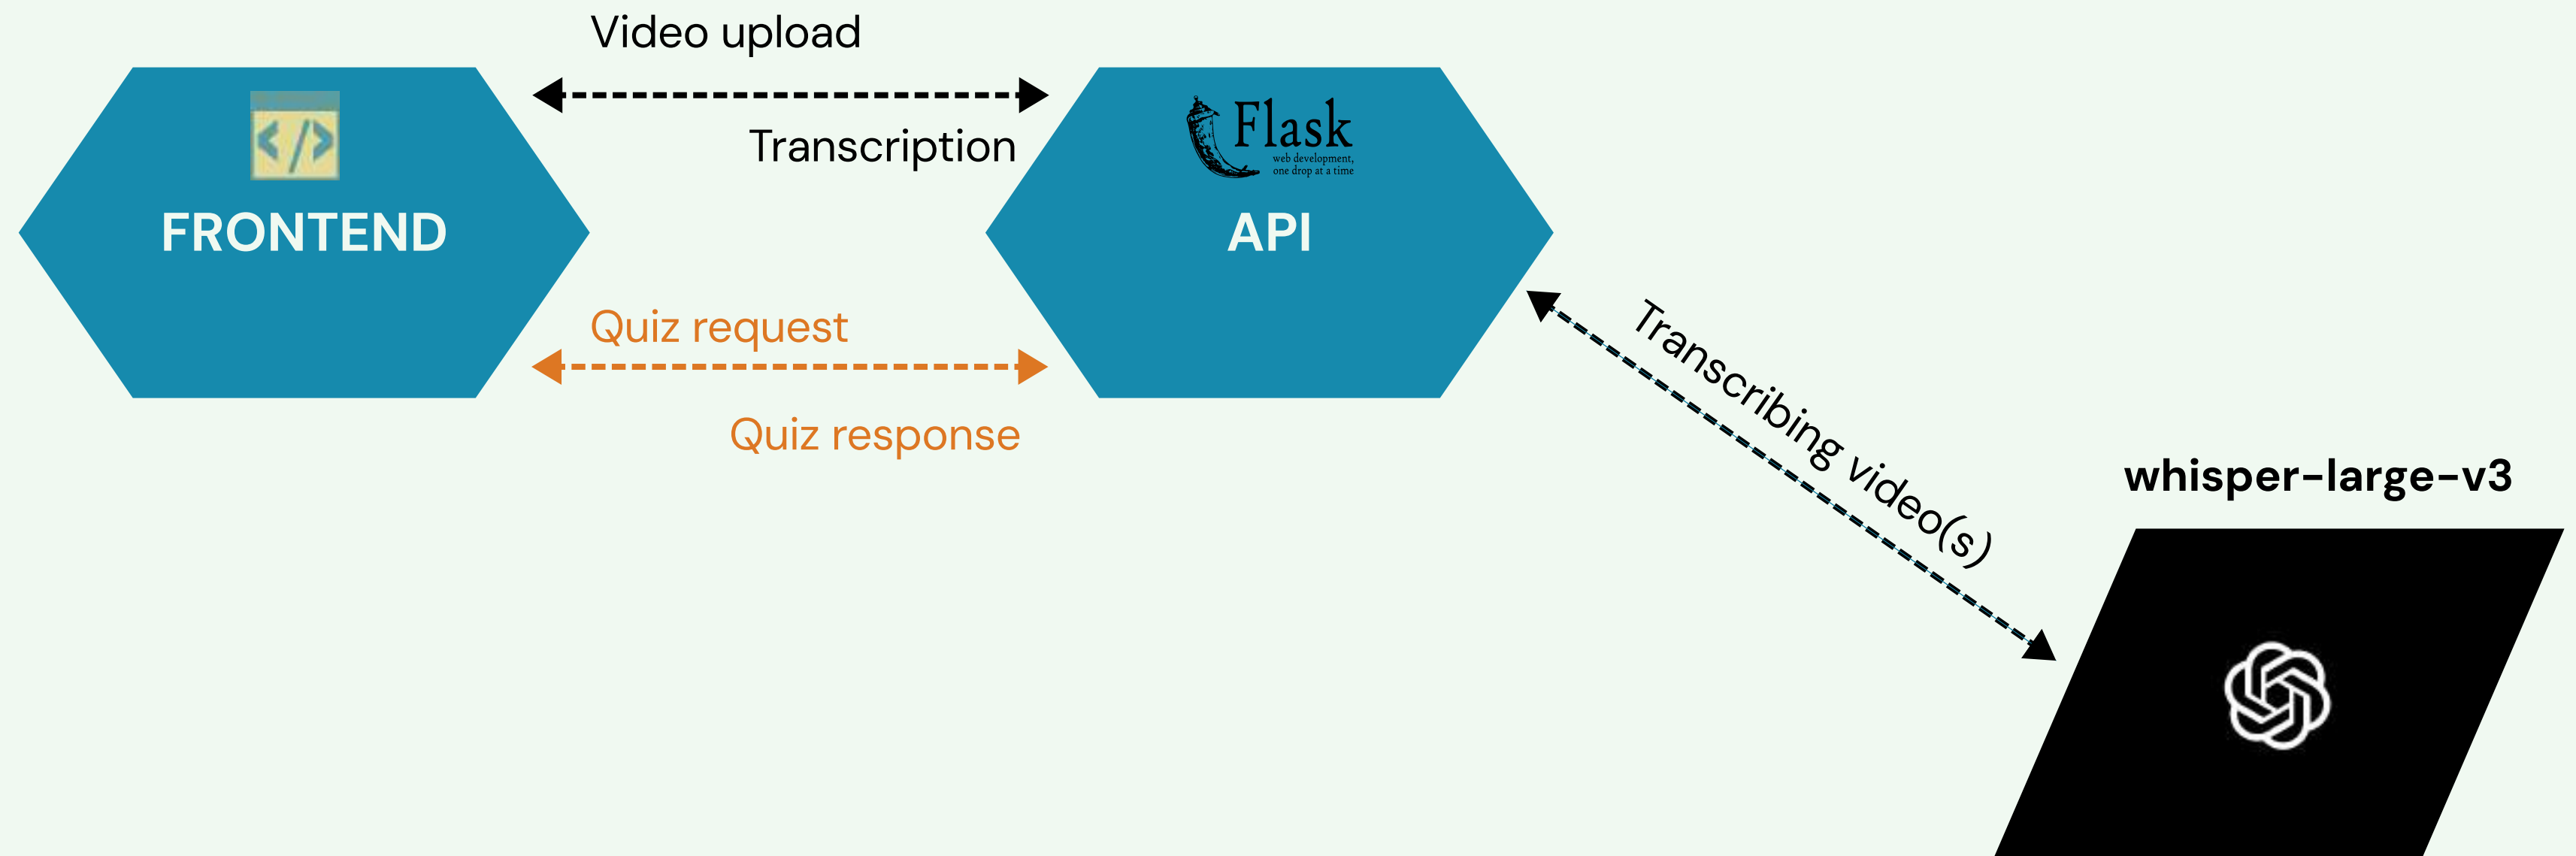 Video upload
Transcription
</>
FRONTEND
Flask
web development,
one drop at a time
API
Quiz request
Quiz response
Transcribing video(s)
whisper-large-v3